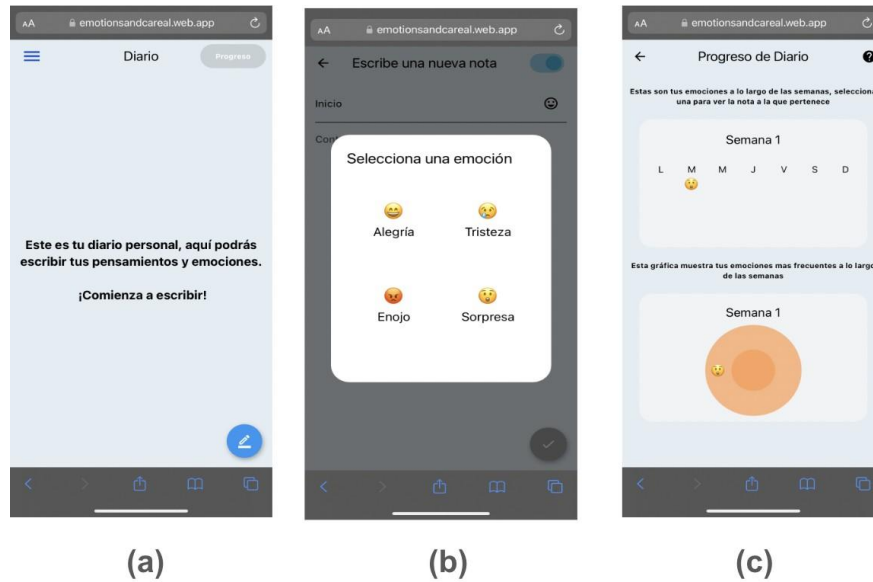 AA emotionsandcareal.web.app
Diario
Progreso
Este es tu diario personal, aquí podrás
escribir tus pensamientos y emociones.
¡Comienza a escribir!
(a)
AA emotionsandcareal.web.app
Escribe una nueva nota
Inicio
Cont
Selecciona una emoción
Alegría Tristeza
Enojo Sorpresa
(b)
AA emotionsandcareal.web.app
Progreso de Diario
Estas son tus emociones a lo largo de las semanas, selecciona
una para ver la nota a la que pertenece
Semana 1
L M M J V S D
Esta gráfica muestra tus emociones mas frecuentes a lo largo
de las semanas
Semana 1
(c)